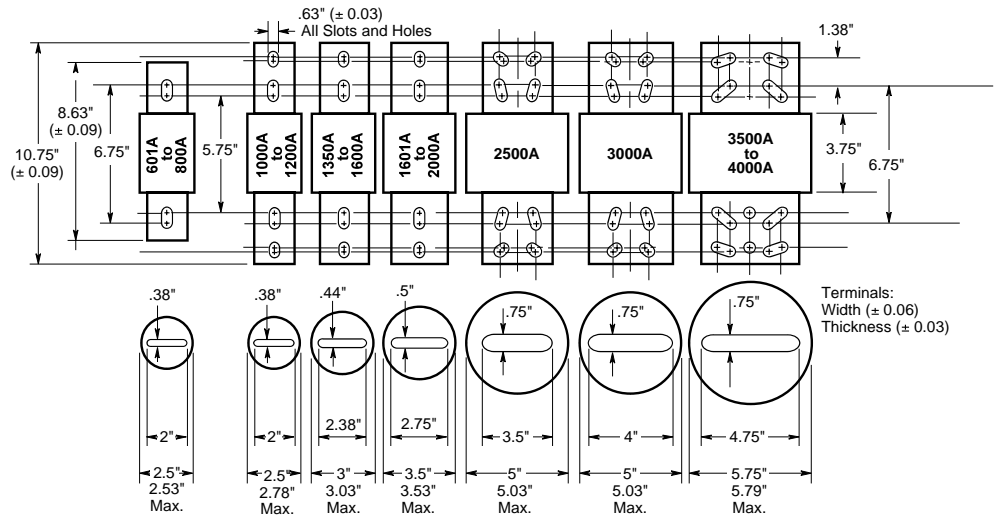 .63" (± 0.03)
All Slots and Holes
1.38"
8.63"
(± 0.09)
10.75"
(± 0.09)
6.75"
601A
to
800A
5.75"
1000A
to
1200A
1350A
to
1600A
1601A
to
2000A
2500A
3000A
3500A
to
4000A
3.75"
6.75"
.38"
.38"
.44"
.5"
.75"
.75"
.75"
Terminals:
Width (± 0.06)
Thickness (± 0.03)
2"
2"
2.38"
2.75"
3.5"
4"
4.75"
2.5"
2.53"
Max.
2.5"
2.78"
Max.
3"
3.03"
Max.
3.5"
3.53"
Max.
5"
5.03"
Max.
5"
5.03"
Max.
5.75"
5.79"
Max.